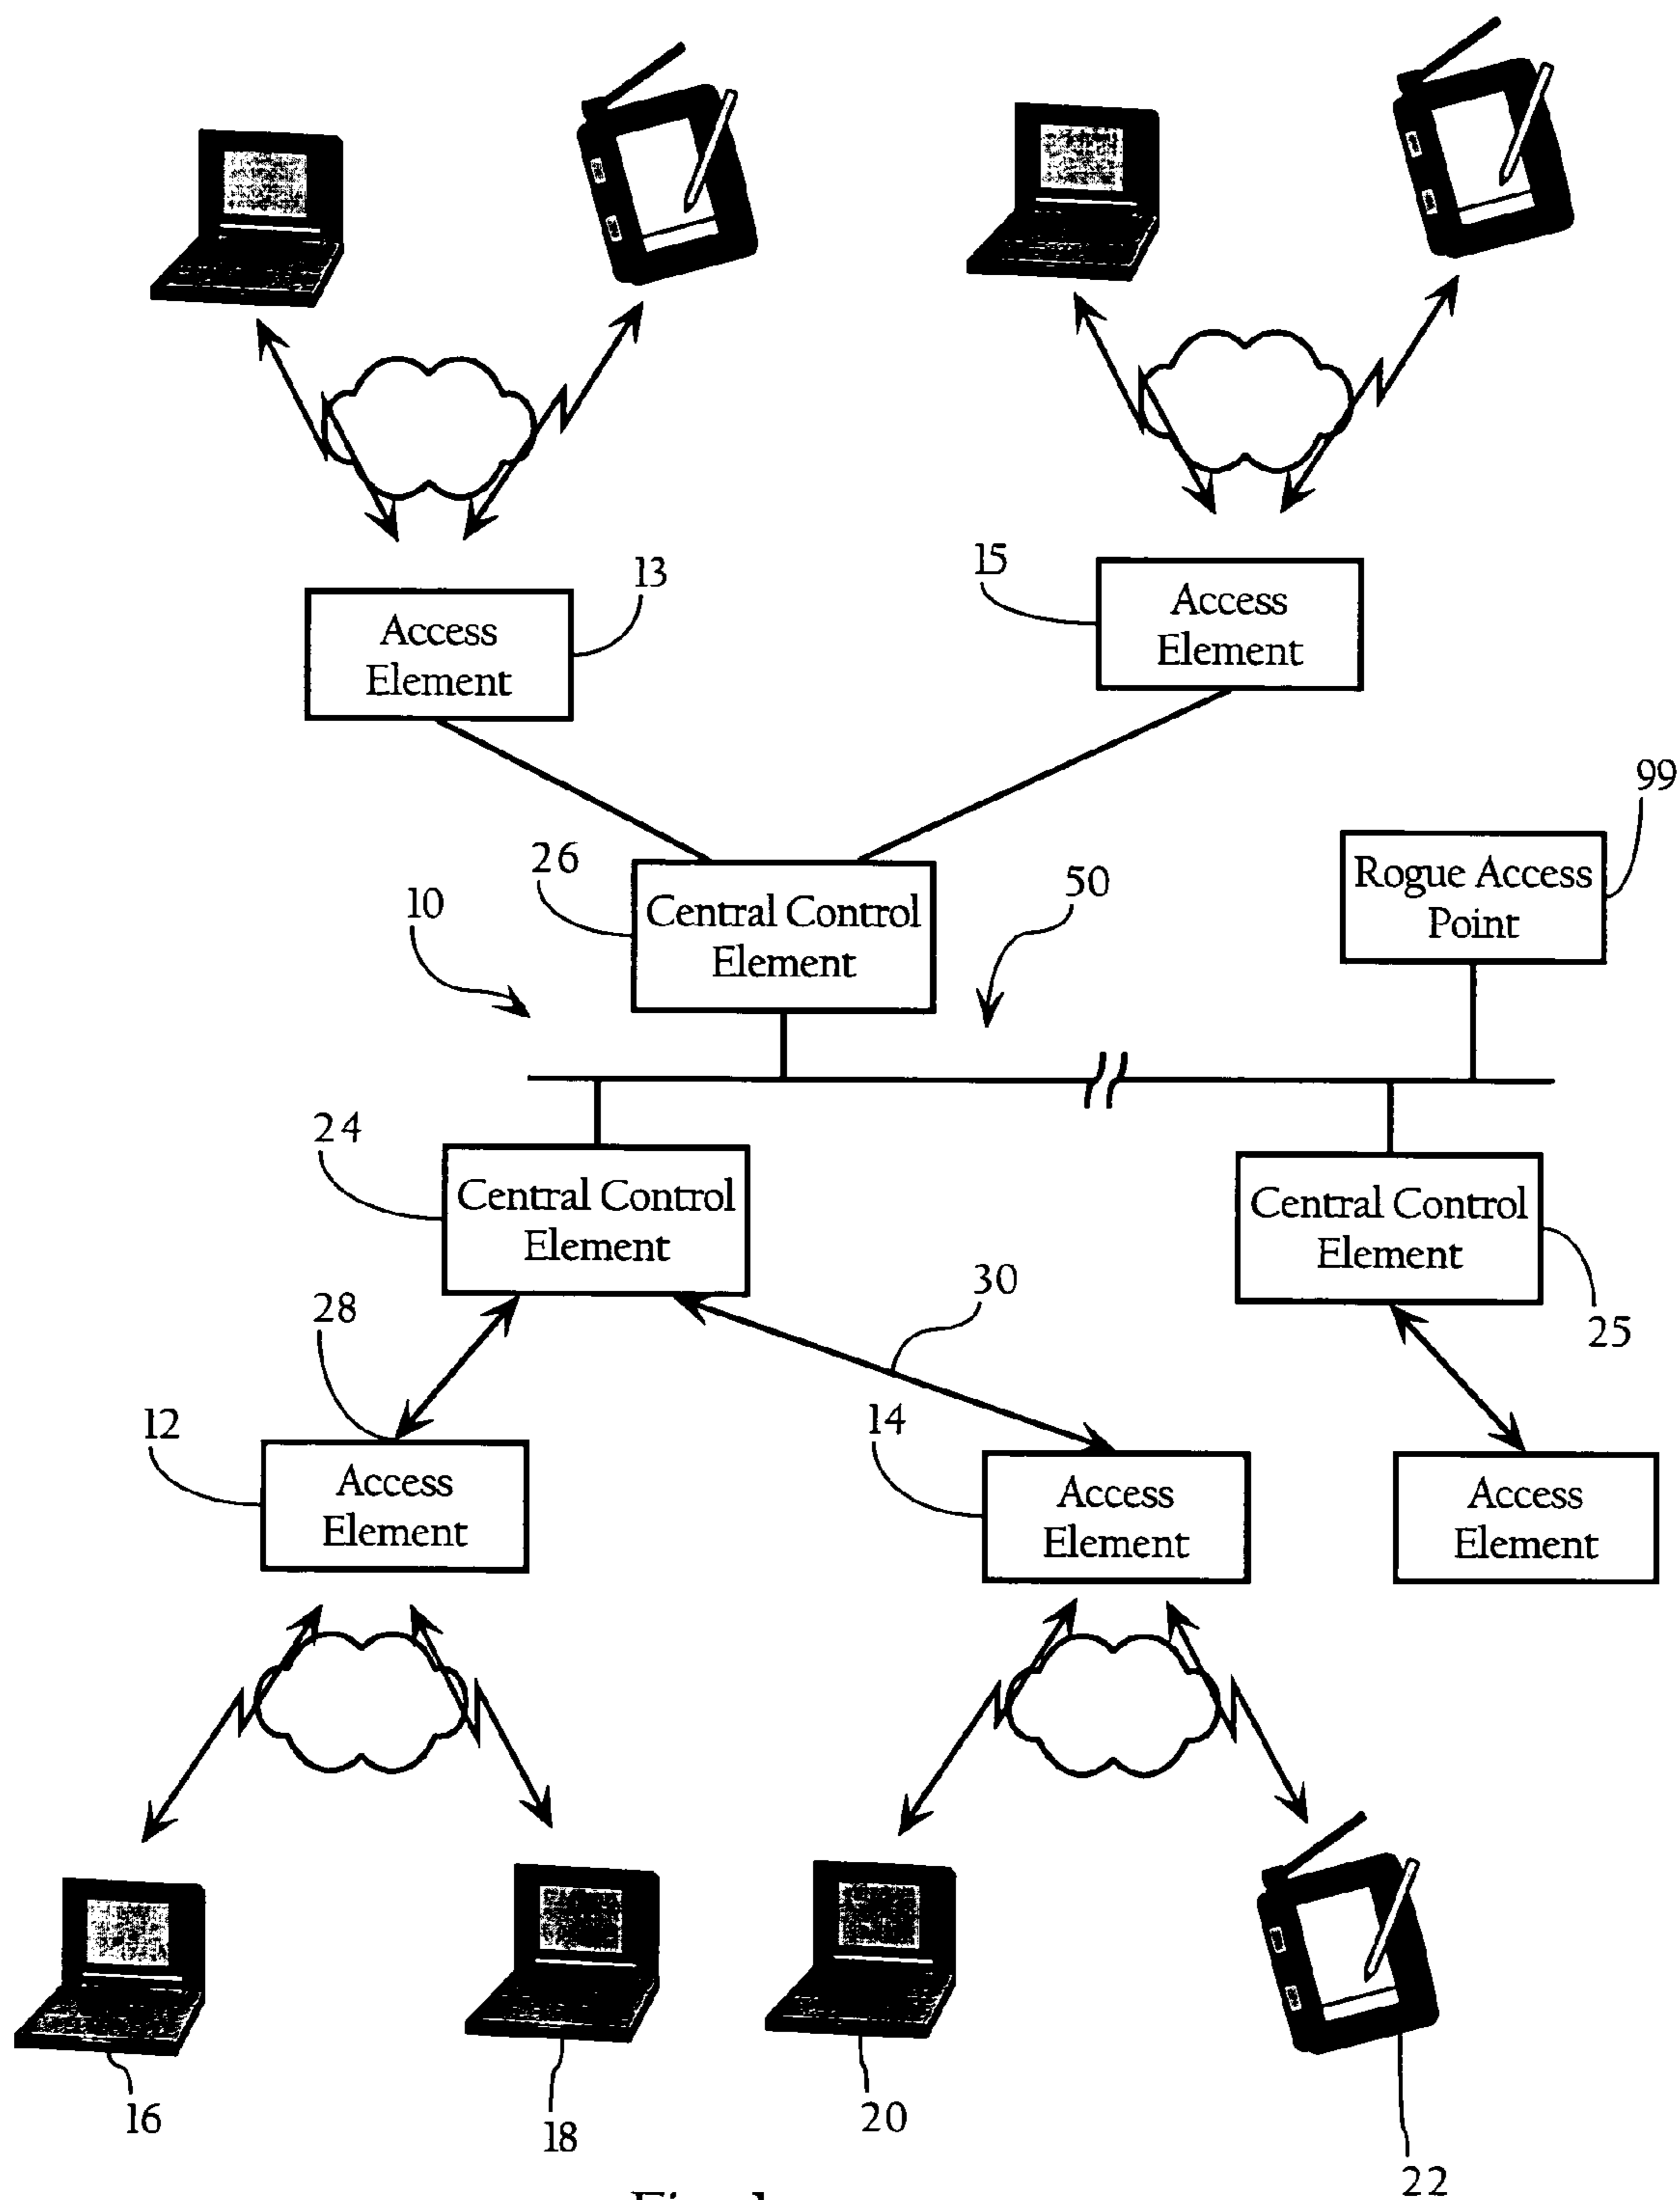 13
Access
Element
15
Access
Element
99
Rogue Access
Point
26
Central Control
Element
10
50
24
Central Control
Element
Central Control
Element
25
28
30
12
Access
Element
14
Access
Element
Access
Element
16
18
20
22